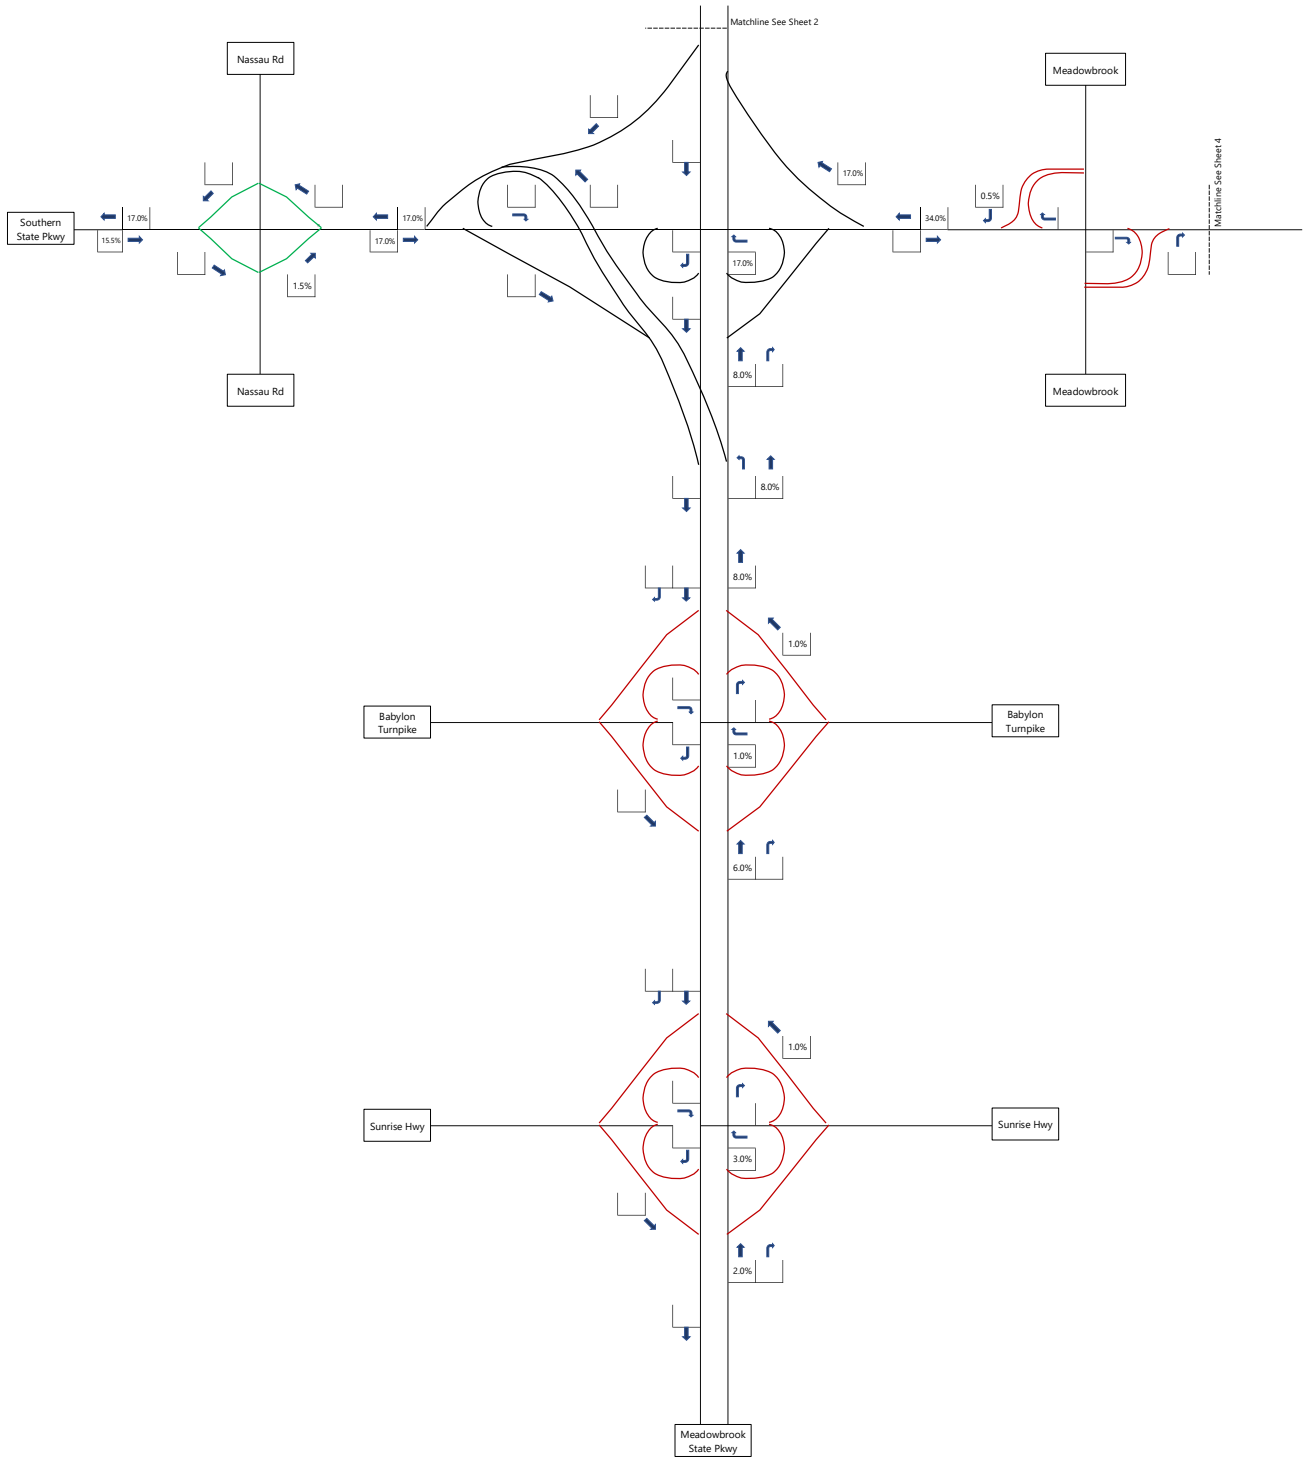 Matchline See Sheet 2
Nassau Rd
Meadowbrook
Matchline See Sheet 4
17.0%
0.5%
Southern
State Pkwy
17.0%
15.5%
17.0%
17.0%
34.0%
17.0%
1.5%
8.0%
Nassau Rd
Meadowbrook
8.0%
8.0%
1.0%
Babylon
Turnpike
Babylon
Turnpike
1.0%
6.0%
1.0%
Sunrise Hwy
Sunrise Hwy
3.0%
2.0%
Meadowbrook
State Pkwy